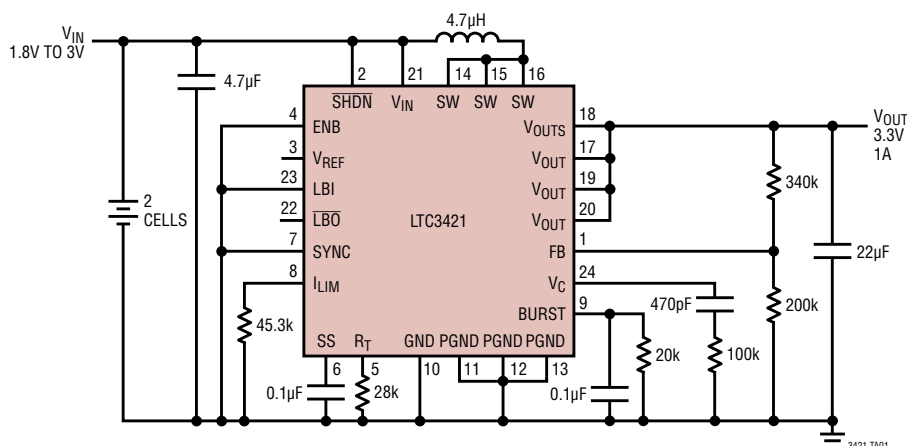 4.7µH
VIN
1.8V TO 3V
4.7µF
2 21 14 15 16
SHDN VIN SW SW SW
4 ENB
3 VREF
23 LBI
22 LBO
7 SYNC
8 ILIM
LTC3421
VOUTS 18
VOUT 17
VOUT 19
VOUT 20
FB 1
VC 24
BURST 9
SS RT GND PGND PGND PGND
6 5 10 11 12 13
2
CELLS
45.3k
0.1µF
28k
0.1µF
20k
470pF
100k
340k
200k
22µF
VOUT
3.3V
1A
3421 TA01